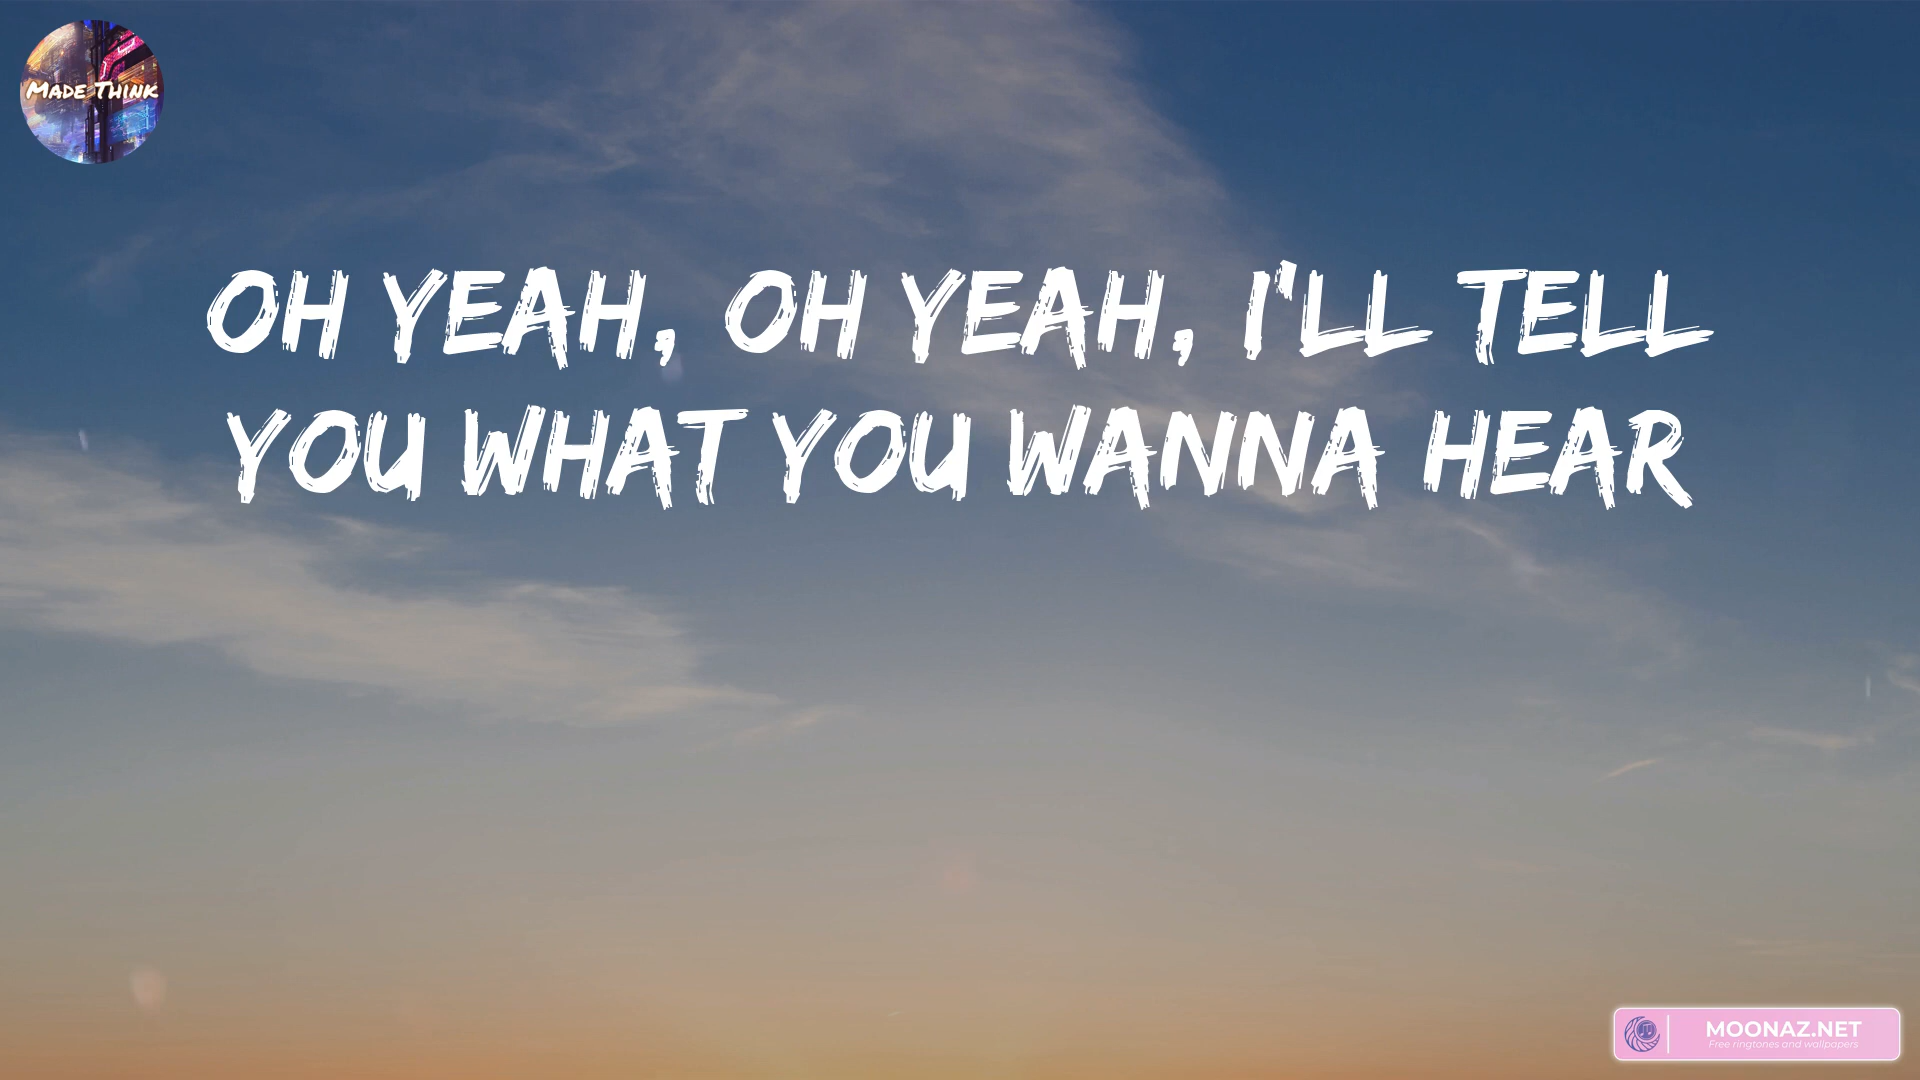 MADE THINK
OH YEAH, OH YEAH, I'LL TELL
YOU WHAT YOU WANNA HEAR
MOONAZ.NET
Free ringtones and wallpapers